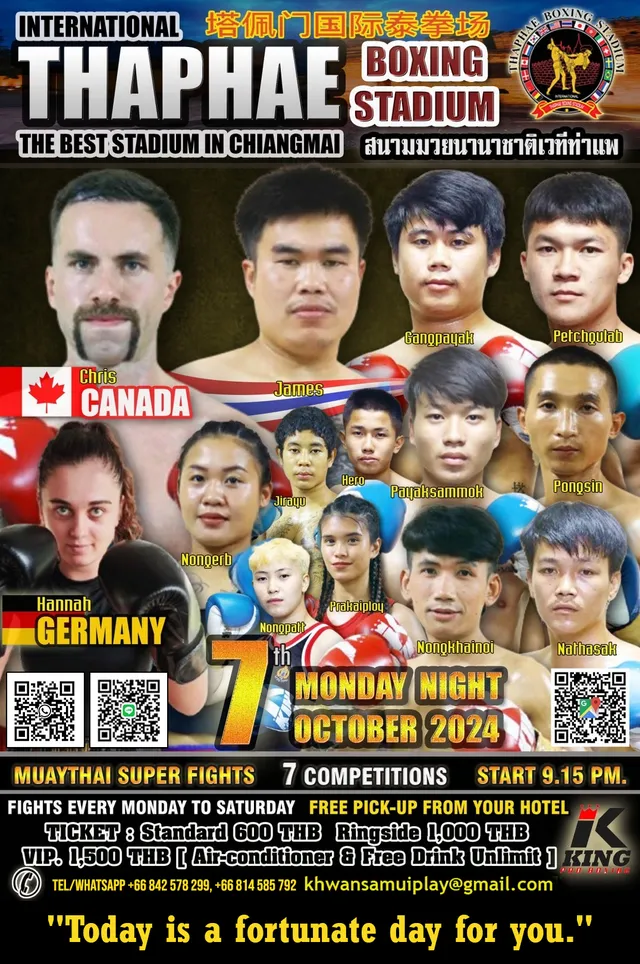 INTERNATIONAL
塔佩门国际泰拳场
THAPHAE
BOXING
STADIUM
THE BEST STADIUM IN CHIANGMAI
สนามมวยนานาชาติเวทีท่าแพ
THAPHAE BOXING STADIUM
INTERNATIONAL
Gangpayak
Petchgulab
Chris
CANADA
James
Jirayu
Hero
Payaksammok
Pongsin
Nongerb
Hannah
GERMANY
Nongpatt
Prakaiploy
Nongkhainoi
Nathasak
7th
MONDAY NIGHT
OCTOBER 2024
MUAYTHAI SUPER FIGHTS 7 COMPETITIONS START 9.15 PM.
FIGHTS EVERY MONDAY TO SATURDAY FREE PICK-UP FROM YOUR HOTEL
TICKET : Standard 600 THB Ringside 1,000 THB
VIP. 1,500 THB [ Air-conditioner & Free Drink Unlimit ]
K
KING
TEL/WHATSAPP +66 842 578 299, +66 814 585 792 khwansamuiplay@gmail.com
"Today is a fortunate day for you."